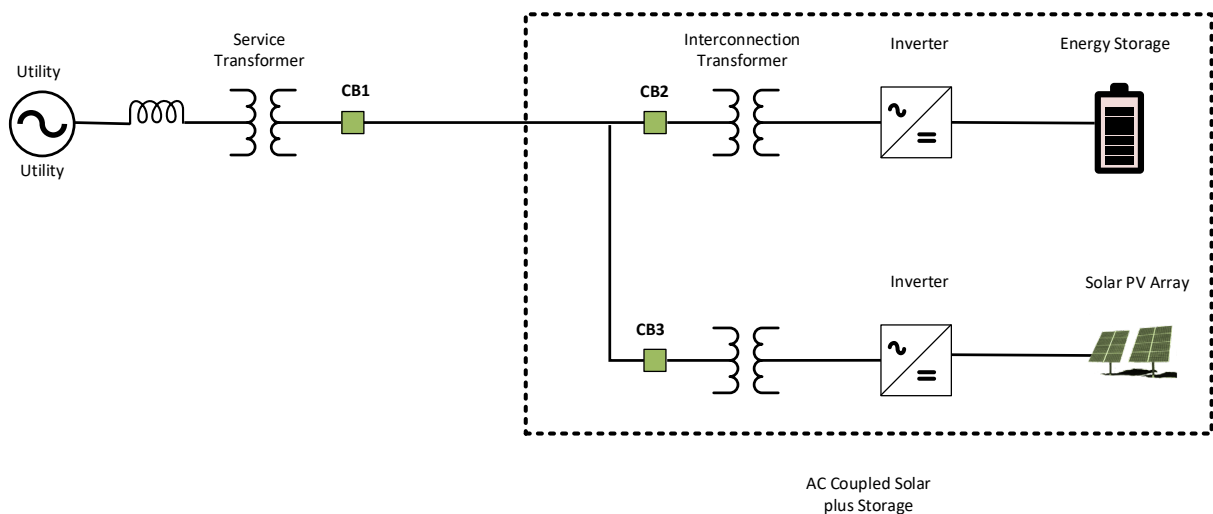 Service
Transformer
Interconnection
Transformer
Inverter
Energy Storage
Utility
CB1
CB2
Utility
Inverter
Solar PV Array
CB3
AC Coupled Solar
plus Storage